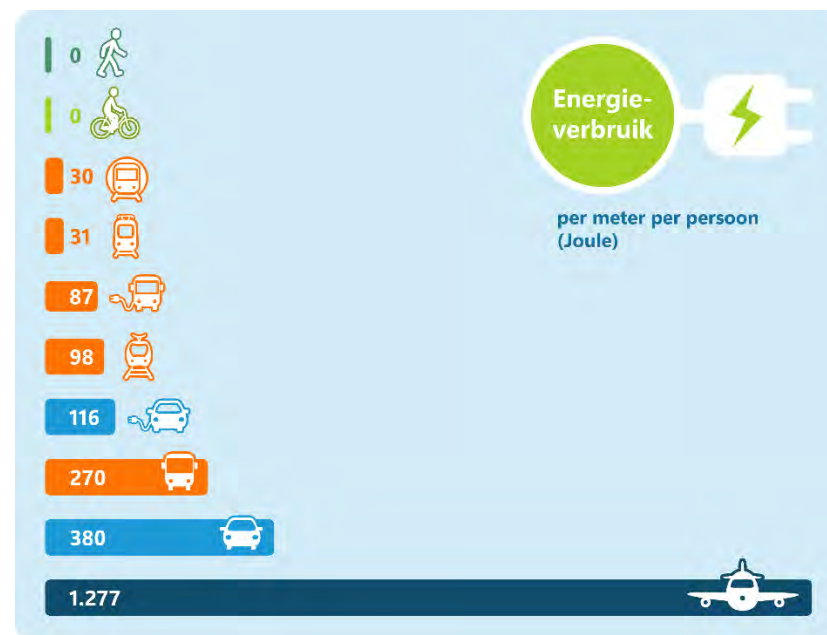 0
0
30
31
87
98
116
270
380
1.277
Energie-
verbruik
per meter per persoon
(Joule)